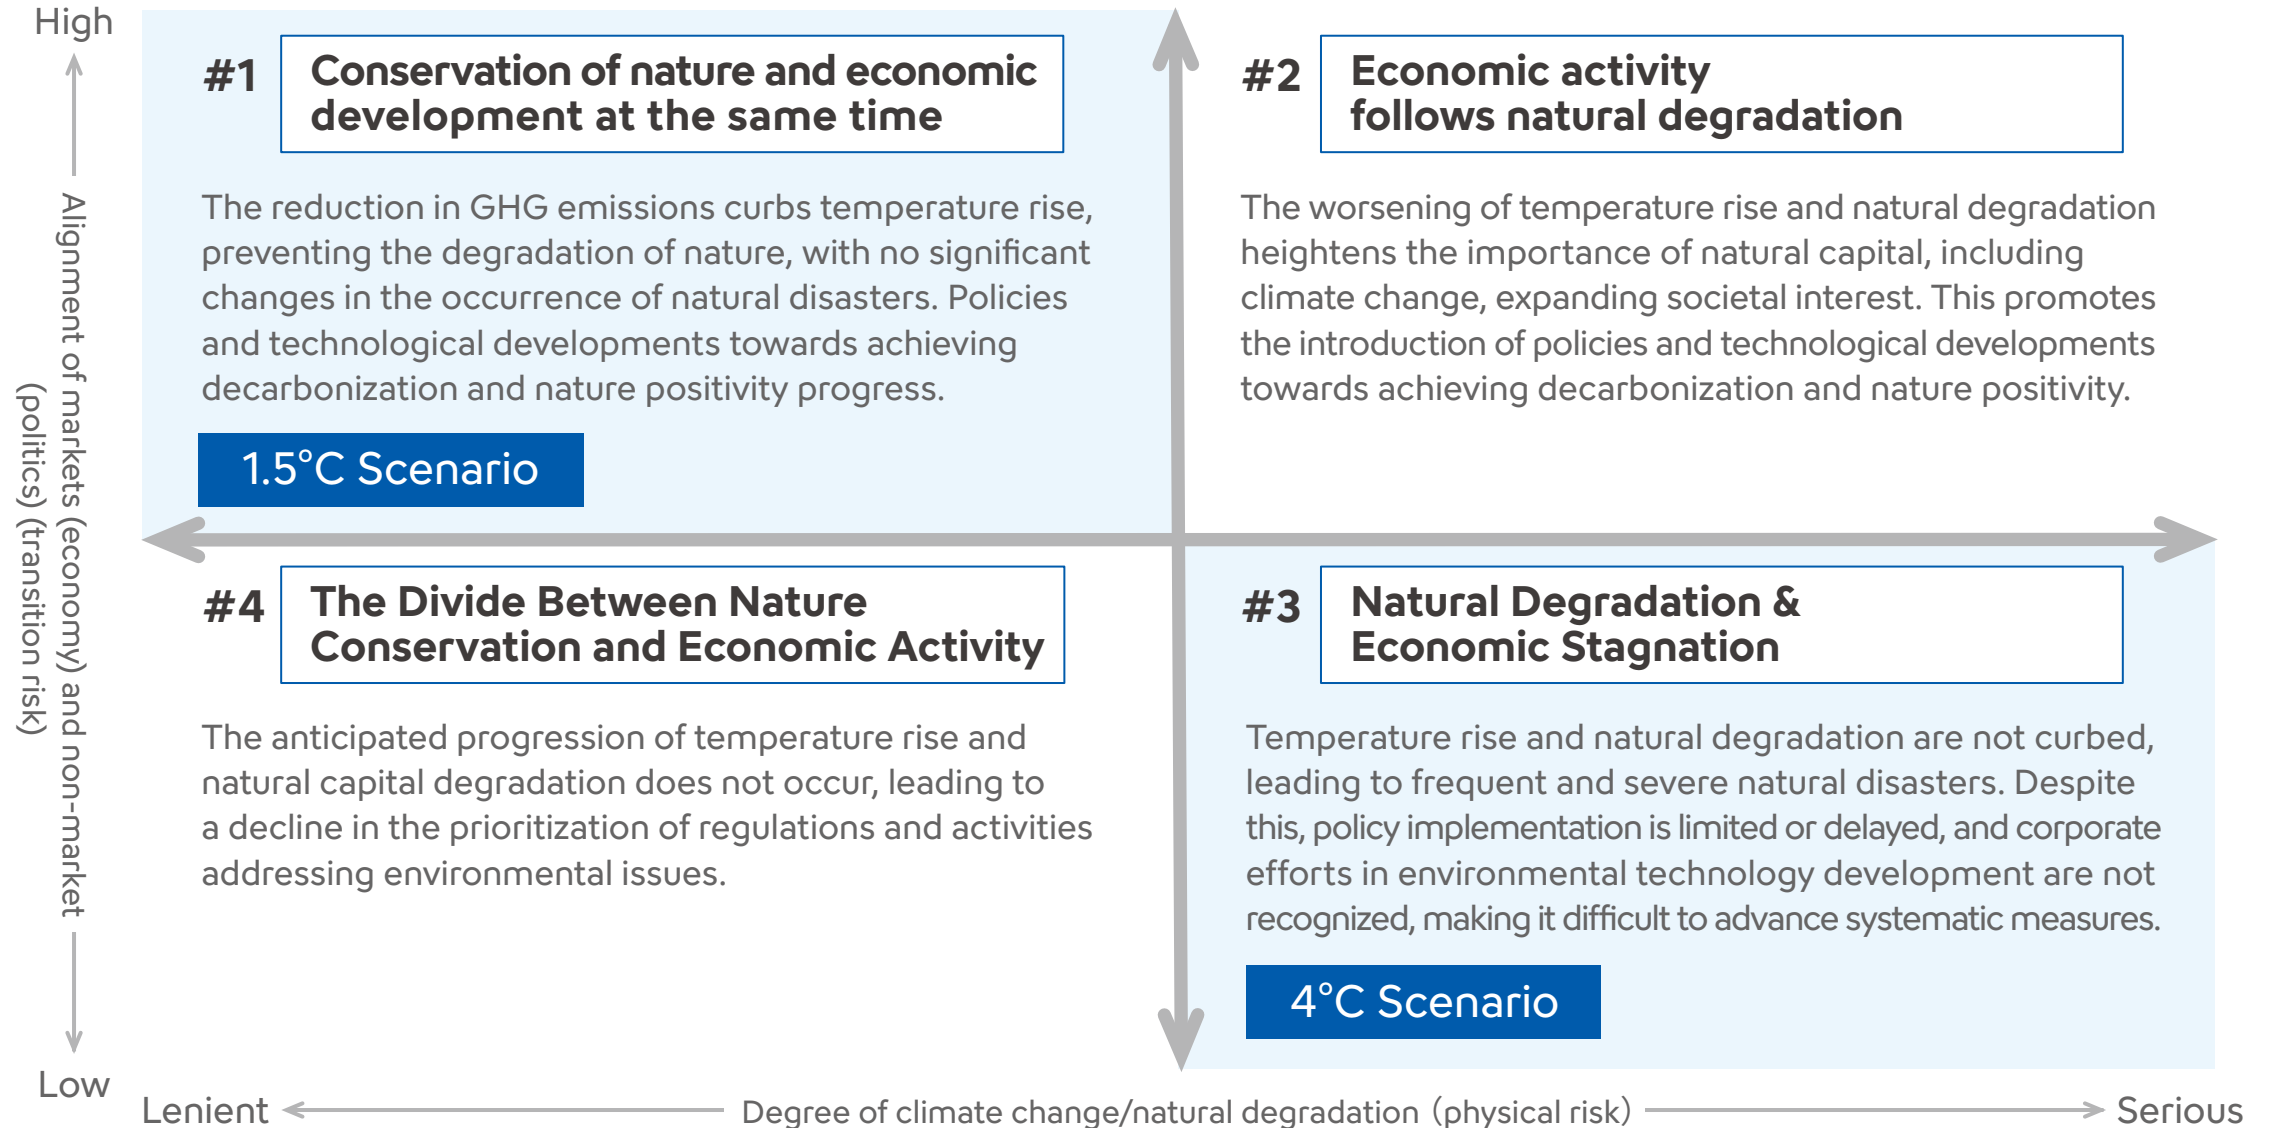 High
Alignment of markets (economy) and non-market
(politics) (transition risk)
Low
#1
Conservation of nature and economic
development at the same time
The reduction in GHG emissions curbs temperature rise,
preventing the degradation of nature, with no significant
changes in the occurrence of natural disasters. Policies
and technological developments towards achieving
decarbonization and nature positivity progress.
1.5°C Scenario
#2
Economic activity
follows natural degradation
The worsening of temperature rise and natural degradation
heightens the importance of natural capital, including
climate change, expanding societal interest. This promotes
the introduction of policies and technological developments
towards achieving decarbonization and nature positivity.
#4
The Divide Between Nature
Conservation and Economic Activity
The anticipated progression of temperature rise and
natural capital degradation does not occur, leading to
a decline in the prioritization of regulations and activities
addressing environmental issues.
#3
Natural Degradation &
Economic Stagnation
Temperature rise and natural degradation are not curbed,
leading to frequent and severe natural disasters. Despite
this, policy implementation is limited or delayed, and corporate
efforts in environmental technology development are not
recognized, making it difficult to advance systematic measures.
4°C Scenario
Lenient
Degree of climate change/natural degradation (physical risk)
Serious